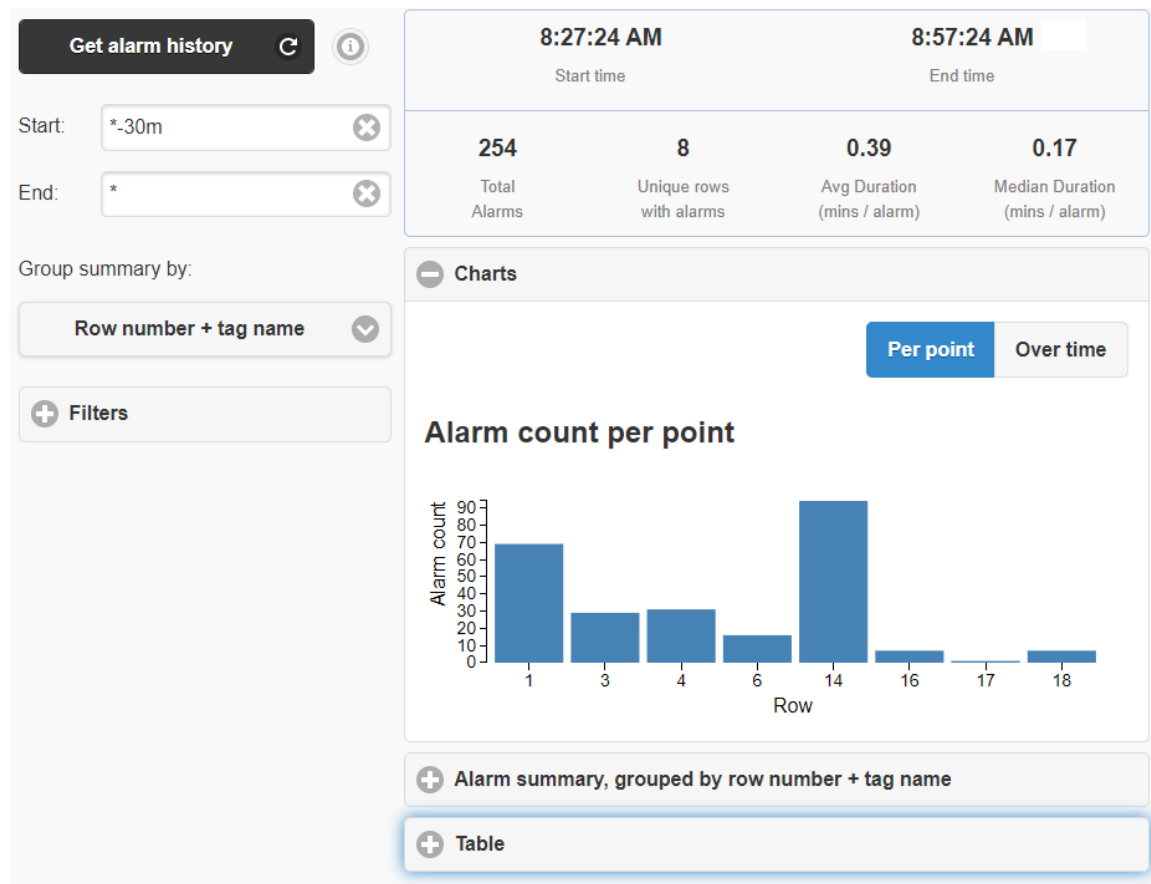 Get alarm history
Start:
*-30m
End:
*
Group summary by:
Row number + tag name
Filters
8:27:24 AM
8:57:24 AM
Start time
End time
254
8
0.39
0.17
Total
Alarms
Unique rows
with alarms
Avg Duration
(mins / alarm)
Median Duration
(mins / alarm)
Charts
Per point
Over time
Alarm count per point
Alarm count
90
80
70
60
50
40
30
20
10
0
1 3 4 6 14 16 17 18
Row
Alarm summary, grouped by row number + tag name
Table